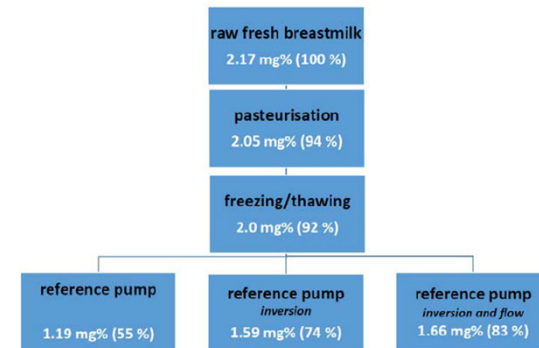 raw fresh breastmilk
2.17 mg% (100 %)
pasteurisation
2.05 mg% (94 %)
freezing/thawing
2.0 mg% (92 %)
reference pump
1.19 mg% (55 %)
reference pump
inversion
1.59 mg% (74 %)
reference pump
inversion and flow
1.66 mg% (83 %)